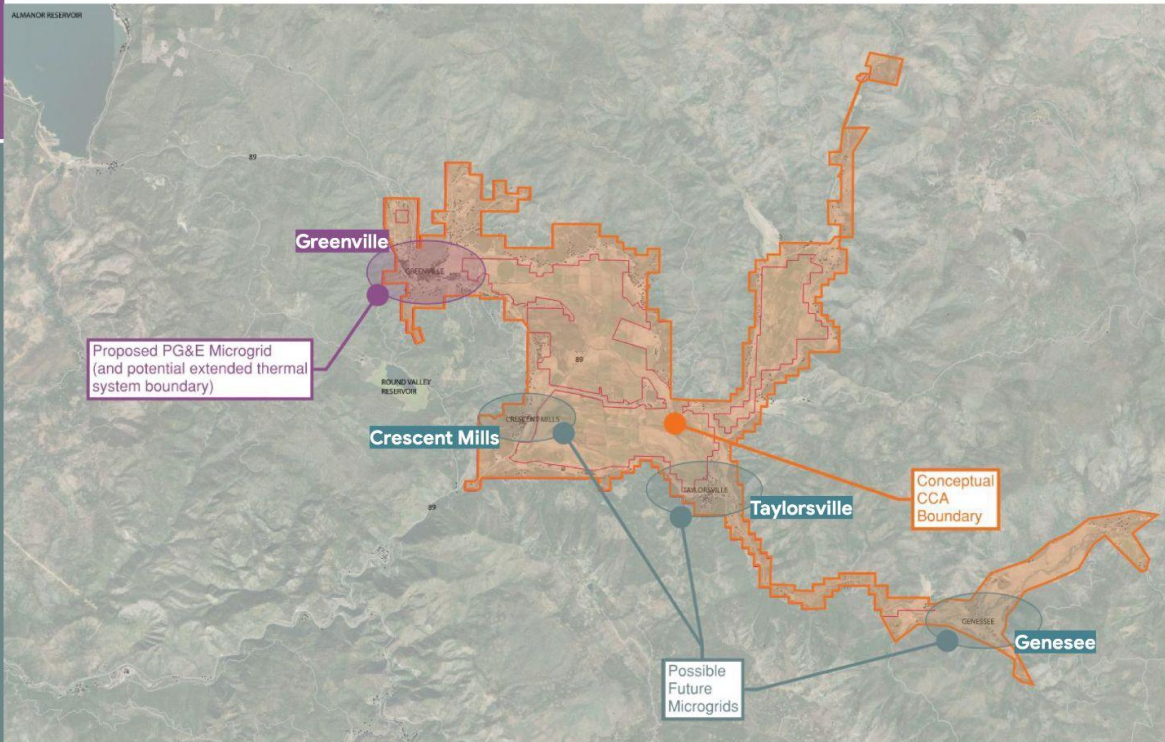 ALMANOR RESERVOIR
89
Greenville
GREENVILLE
Proposed PG&E Microgrid
(and potential extended thermal
system boundary)
89
ROUND VALLEY
RESERVOIR
CRESCENT MILLS
Crescent Mills
TAYLORSVILLE
Taylorsville
Conceptual
CCA
Boundary
89
GENESSEE
Genesee
Possible
Future
Microgrids